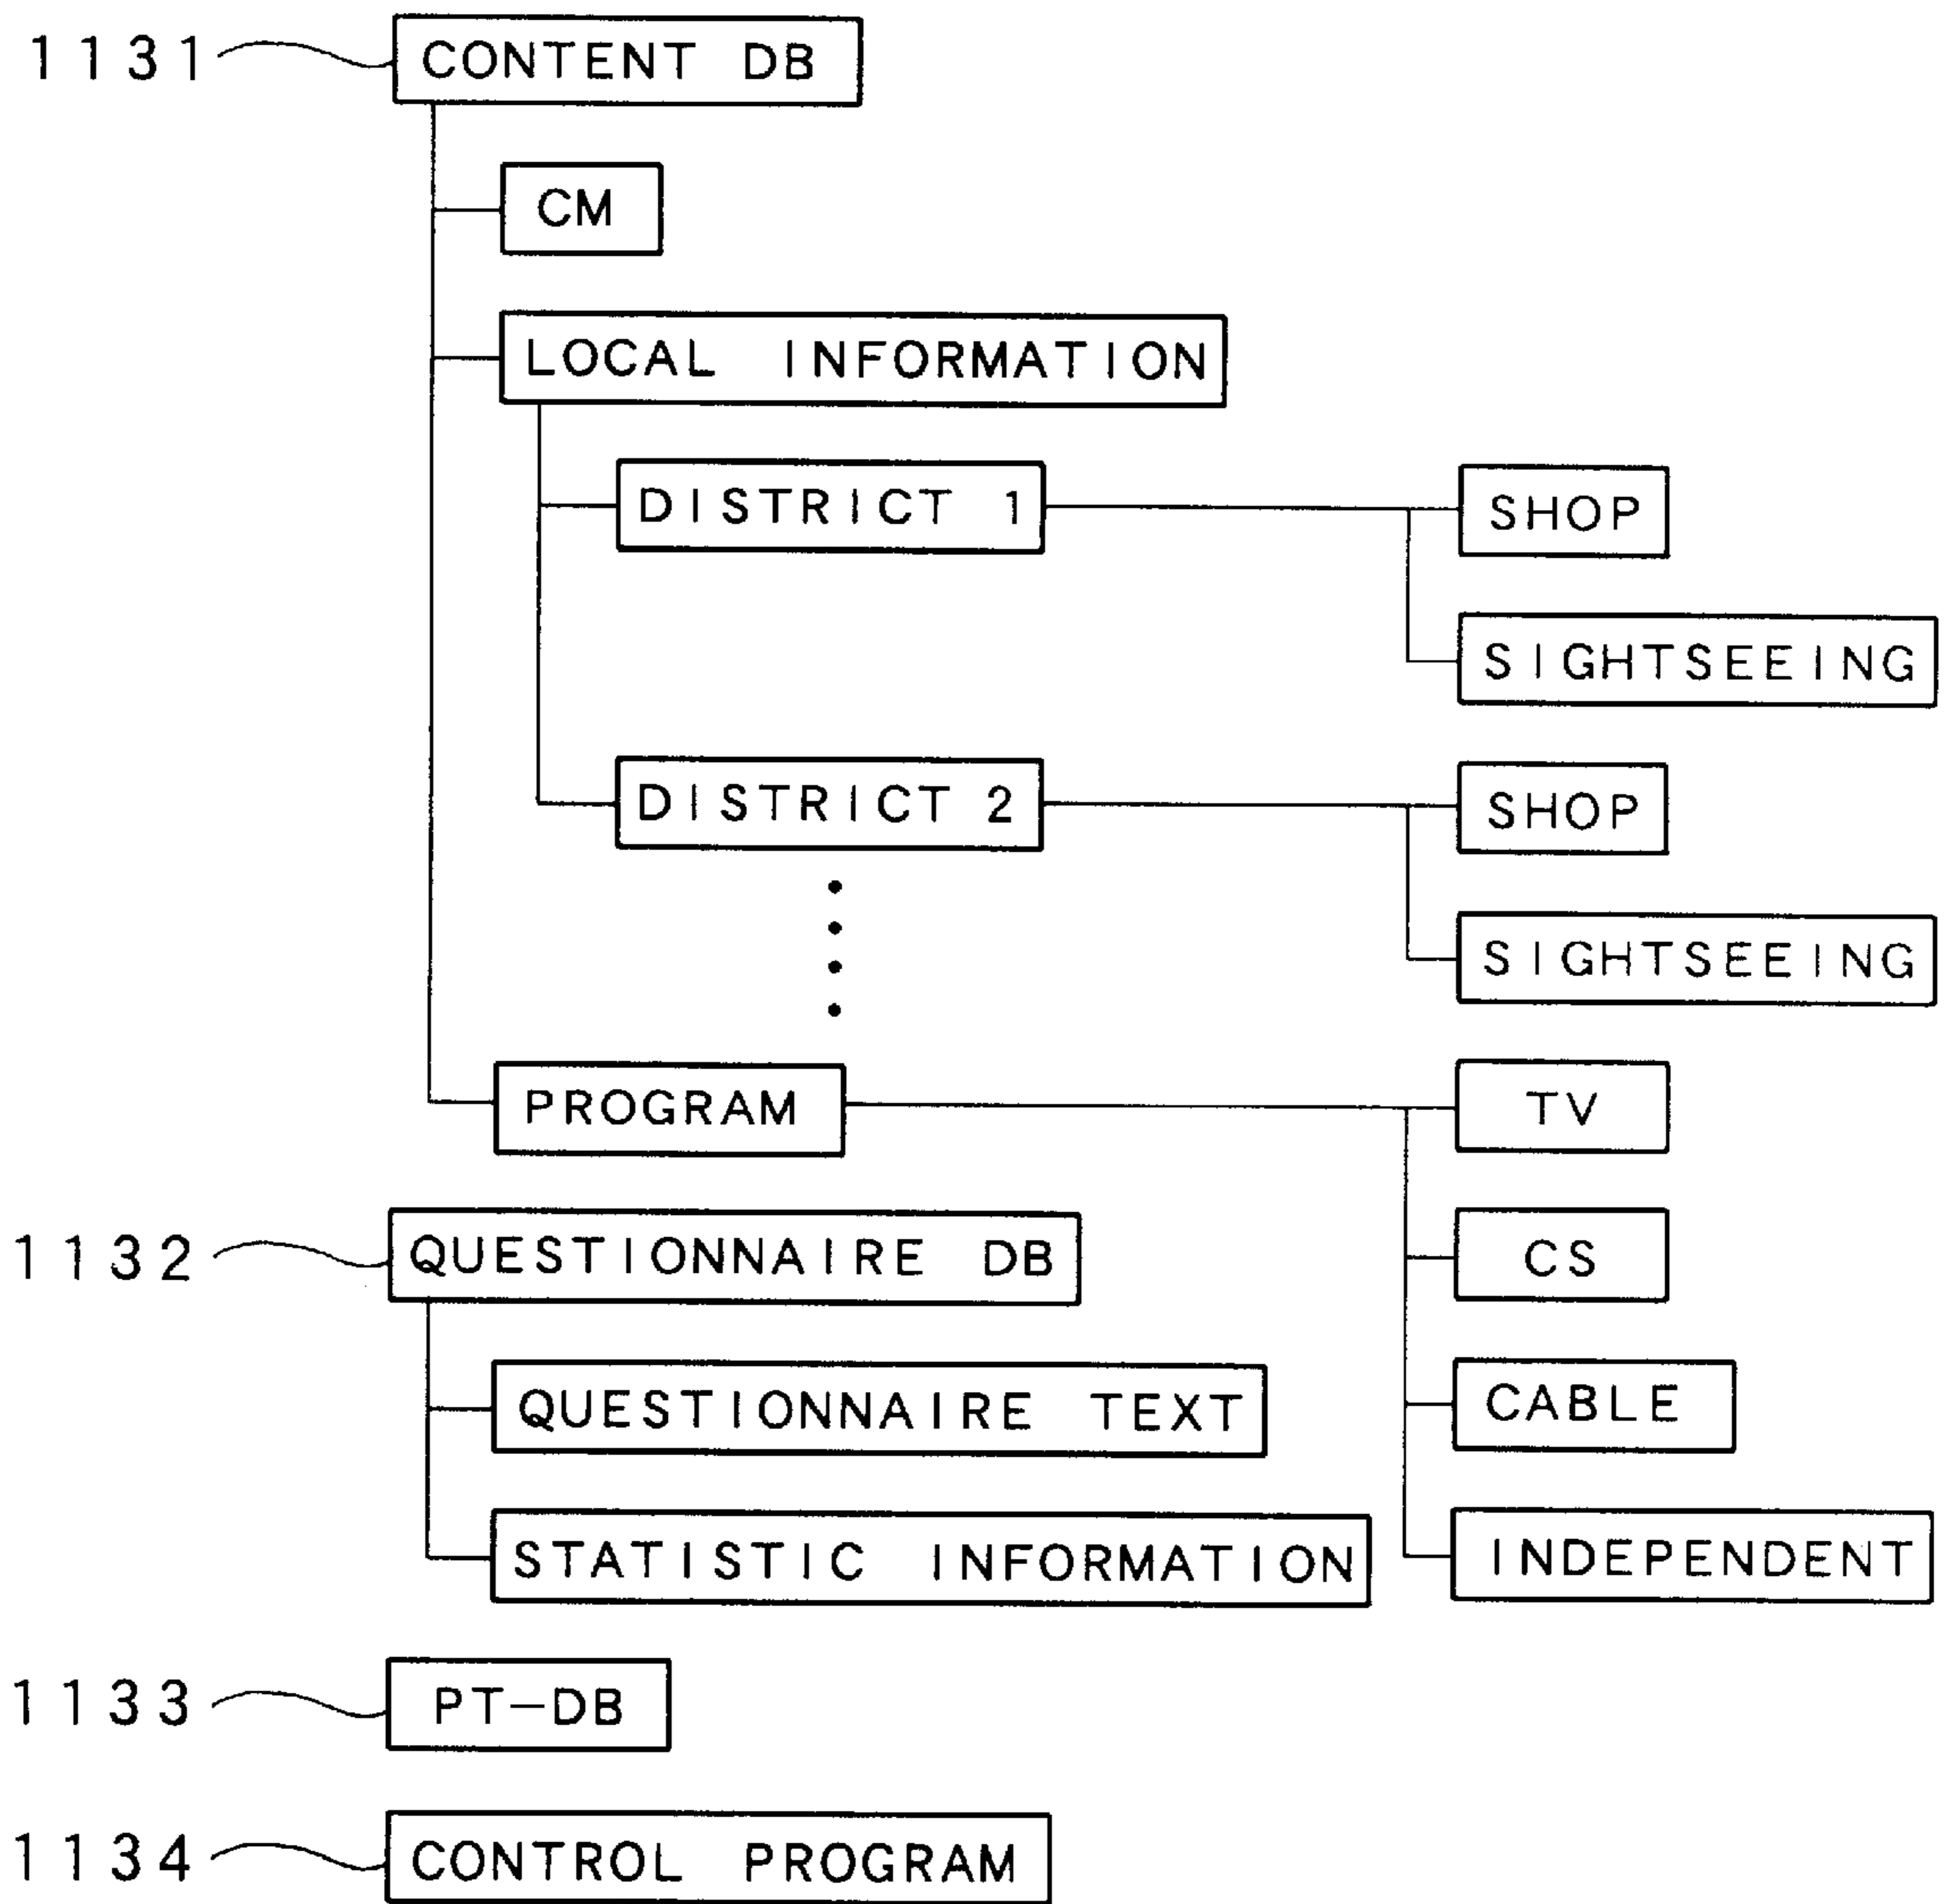 1131 CONTENT DB
CM
LOCAL INFORMATION
DISTRICT 1 SHOP
SIGHTSEEING
DISTRICT 2 SHOP
SIGHTSEEING
PROGRAM TV
1132 QUESTIONNAIRE DB CS
QUESTIONNAIRE TEXT CABLE
STATISTIC INFORMATION INDEPENDENT
1133 PT-DB
1134 CONTROL PROGRAM